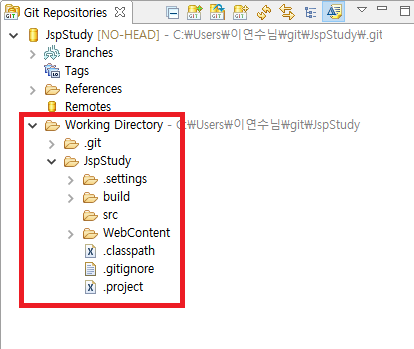 Git Repositories
JspStudy [NO-HEAD] - C:₩Users₩이연수님₩git₩JspStudy₩.git
Branches
Tags
References
Remotes
Working Directory - C:₩Users₩이연수님₩git₩JspStudy
.git
JspStudy
.settings
build
src
WebContent
.classpath
.gitignore
.project